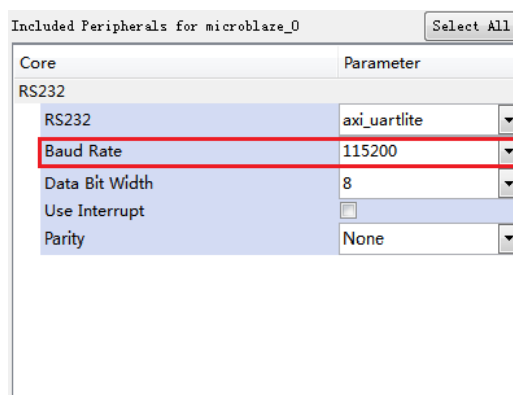 Included Peripherals for microblaze_0 Select All
Core Parameter
RS232
RS232 axi_uartlite
Baud Rate 115200
Data Bit Width 8
Use Interrupt
Parity None